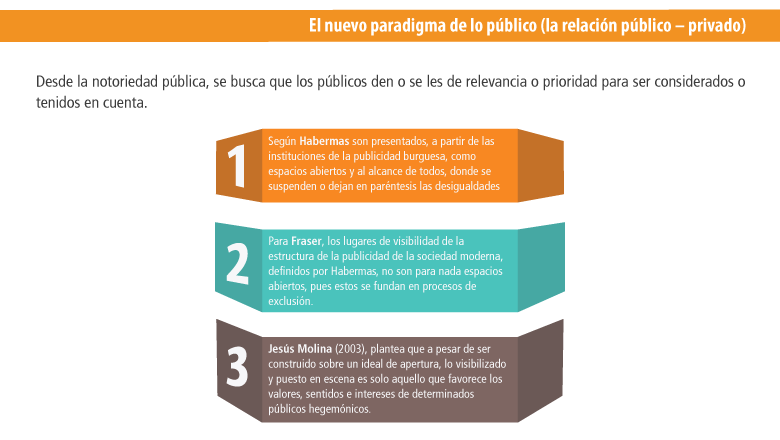 El nuevo paradigma de lo público (la relación público – privado)
Desde la notoriedad pública, se busca que los públicos den o se les de relevancia o prioridad para ser considerados o
tenidos en cuenta.
1
Según Habermas son presentados, a partir de las
instituciones de la publicidad burguesa, como
espacios abiertos y al alcance de todos, donde se
suspenden o dejan en paréntesis las desigualdades
2
Para Fraser, los lugares de visibilidad de la
estructura de la publicidad de la sociedad moderna,
definidos por Habermas, no son para nada espacios
abiertos, pues estos se fundan en procesos de
exclusión.
3
Jesús Molina (2003), plantea que a pesar de ser
construido sobre un ideal de apertura, lo visibilizado
y puesto en escena es solo aquello que favorece los
valores, sentidos e intereses de determinados
públicos hegemónicos.